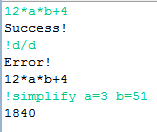 12*a*b+4
Success!
!d/d
Error!
12*a*b+4
!simplify a=3 b=51
1840